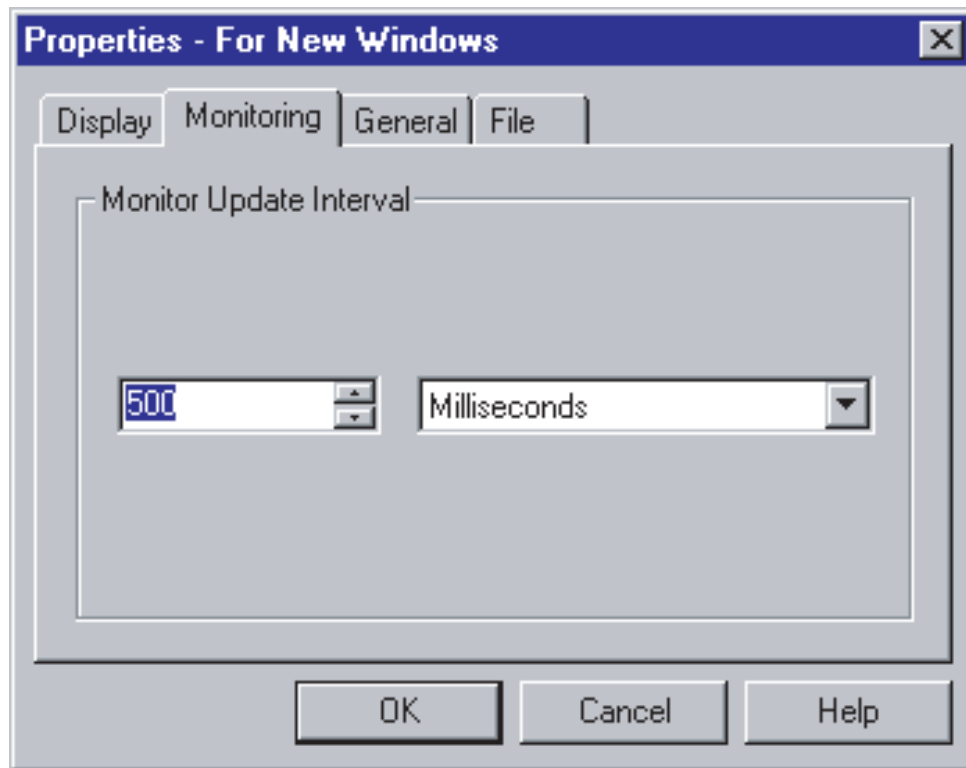 Properties - For New Windows
Display Monitoring General File
Monitor Update Interval
500 Milliseconds
OK Cancel Help